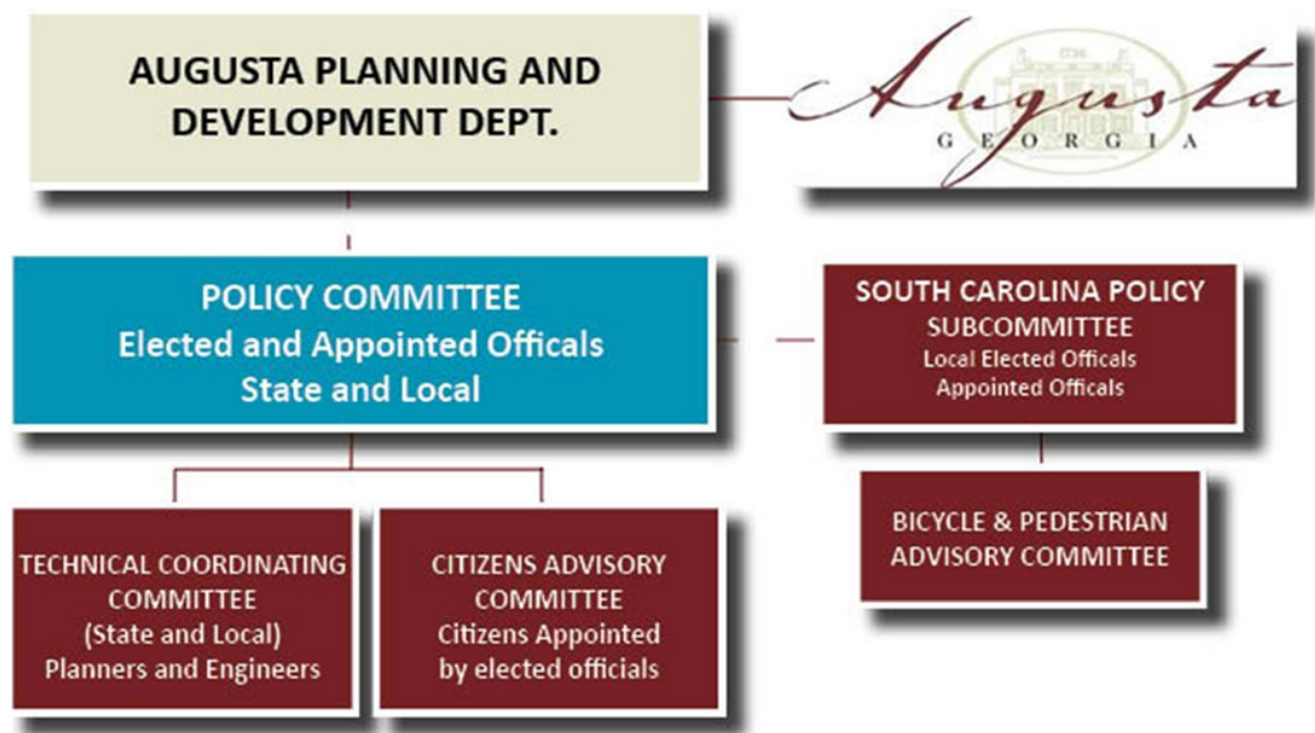 AUGUSTA PLANNING AND
DEVELOPMENT DEPT.
1736
Augusta
GEORGIA
POLICY COMMITTEE
Elected and Appointed Officals
State and Local
SOUTH CAROLINA POLICY
SUBCOMMITTEE
Local Elected Officals
Appointed Officals
TECHNICAL COORDINATING
COMMITTEE
(State and Local)
Planners and Engineers
CITIZENS ADVISORY
COMMITTEE
Citizens Appointed
by elected officials
BICYCLE & PEDESTRIAN
ADVISORY COMMITTEE